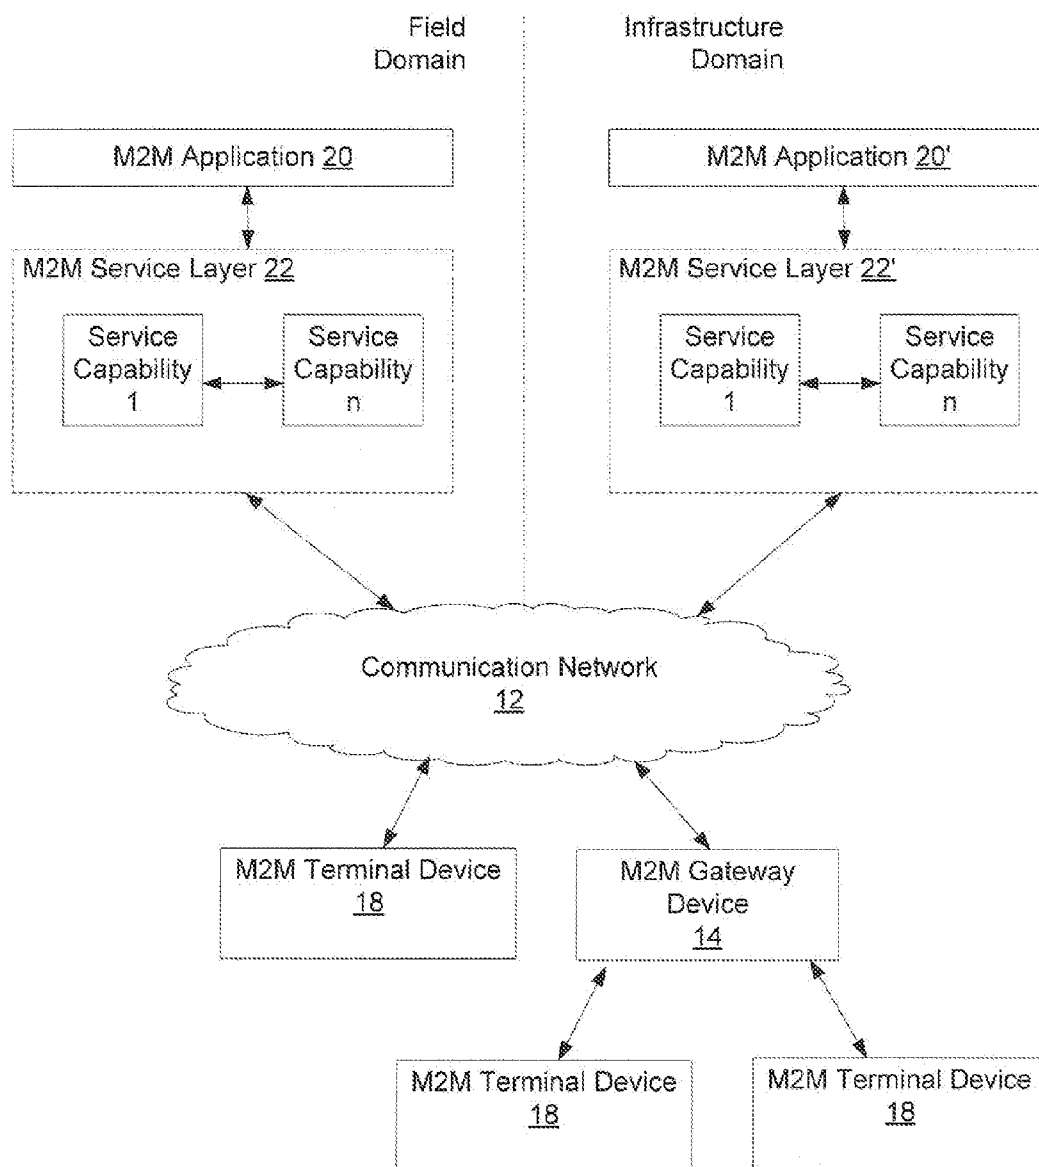 Field
Domain
Infrastructure
Domain
M2M Application 20
M2M Application 20'
M2M Service Layer 22
Service
Capability
1
Service
Capability
n
M2M Service Layer 22'
Service
Capability
1
Service
Capability
n
Communication Network
12
M2M Terminal Device
18
M2M Gateway
Device
14
M2M Terminal Device
18
M2M Terminal Device
18